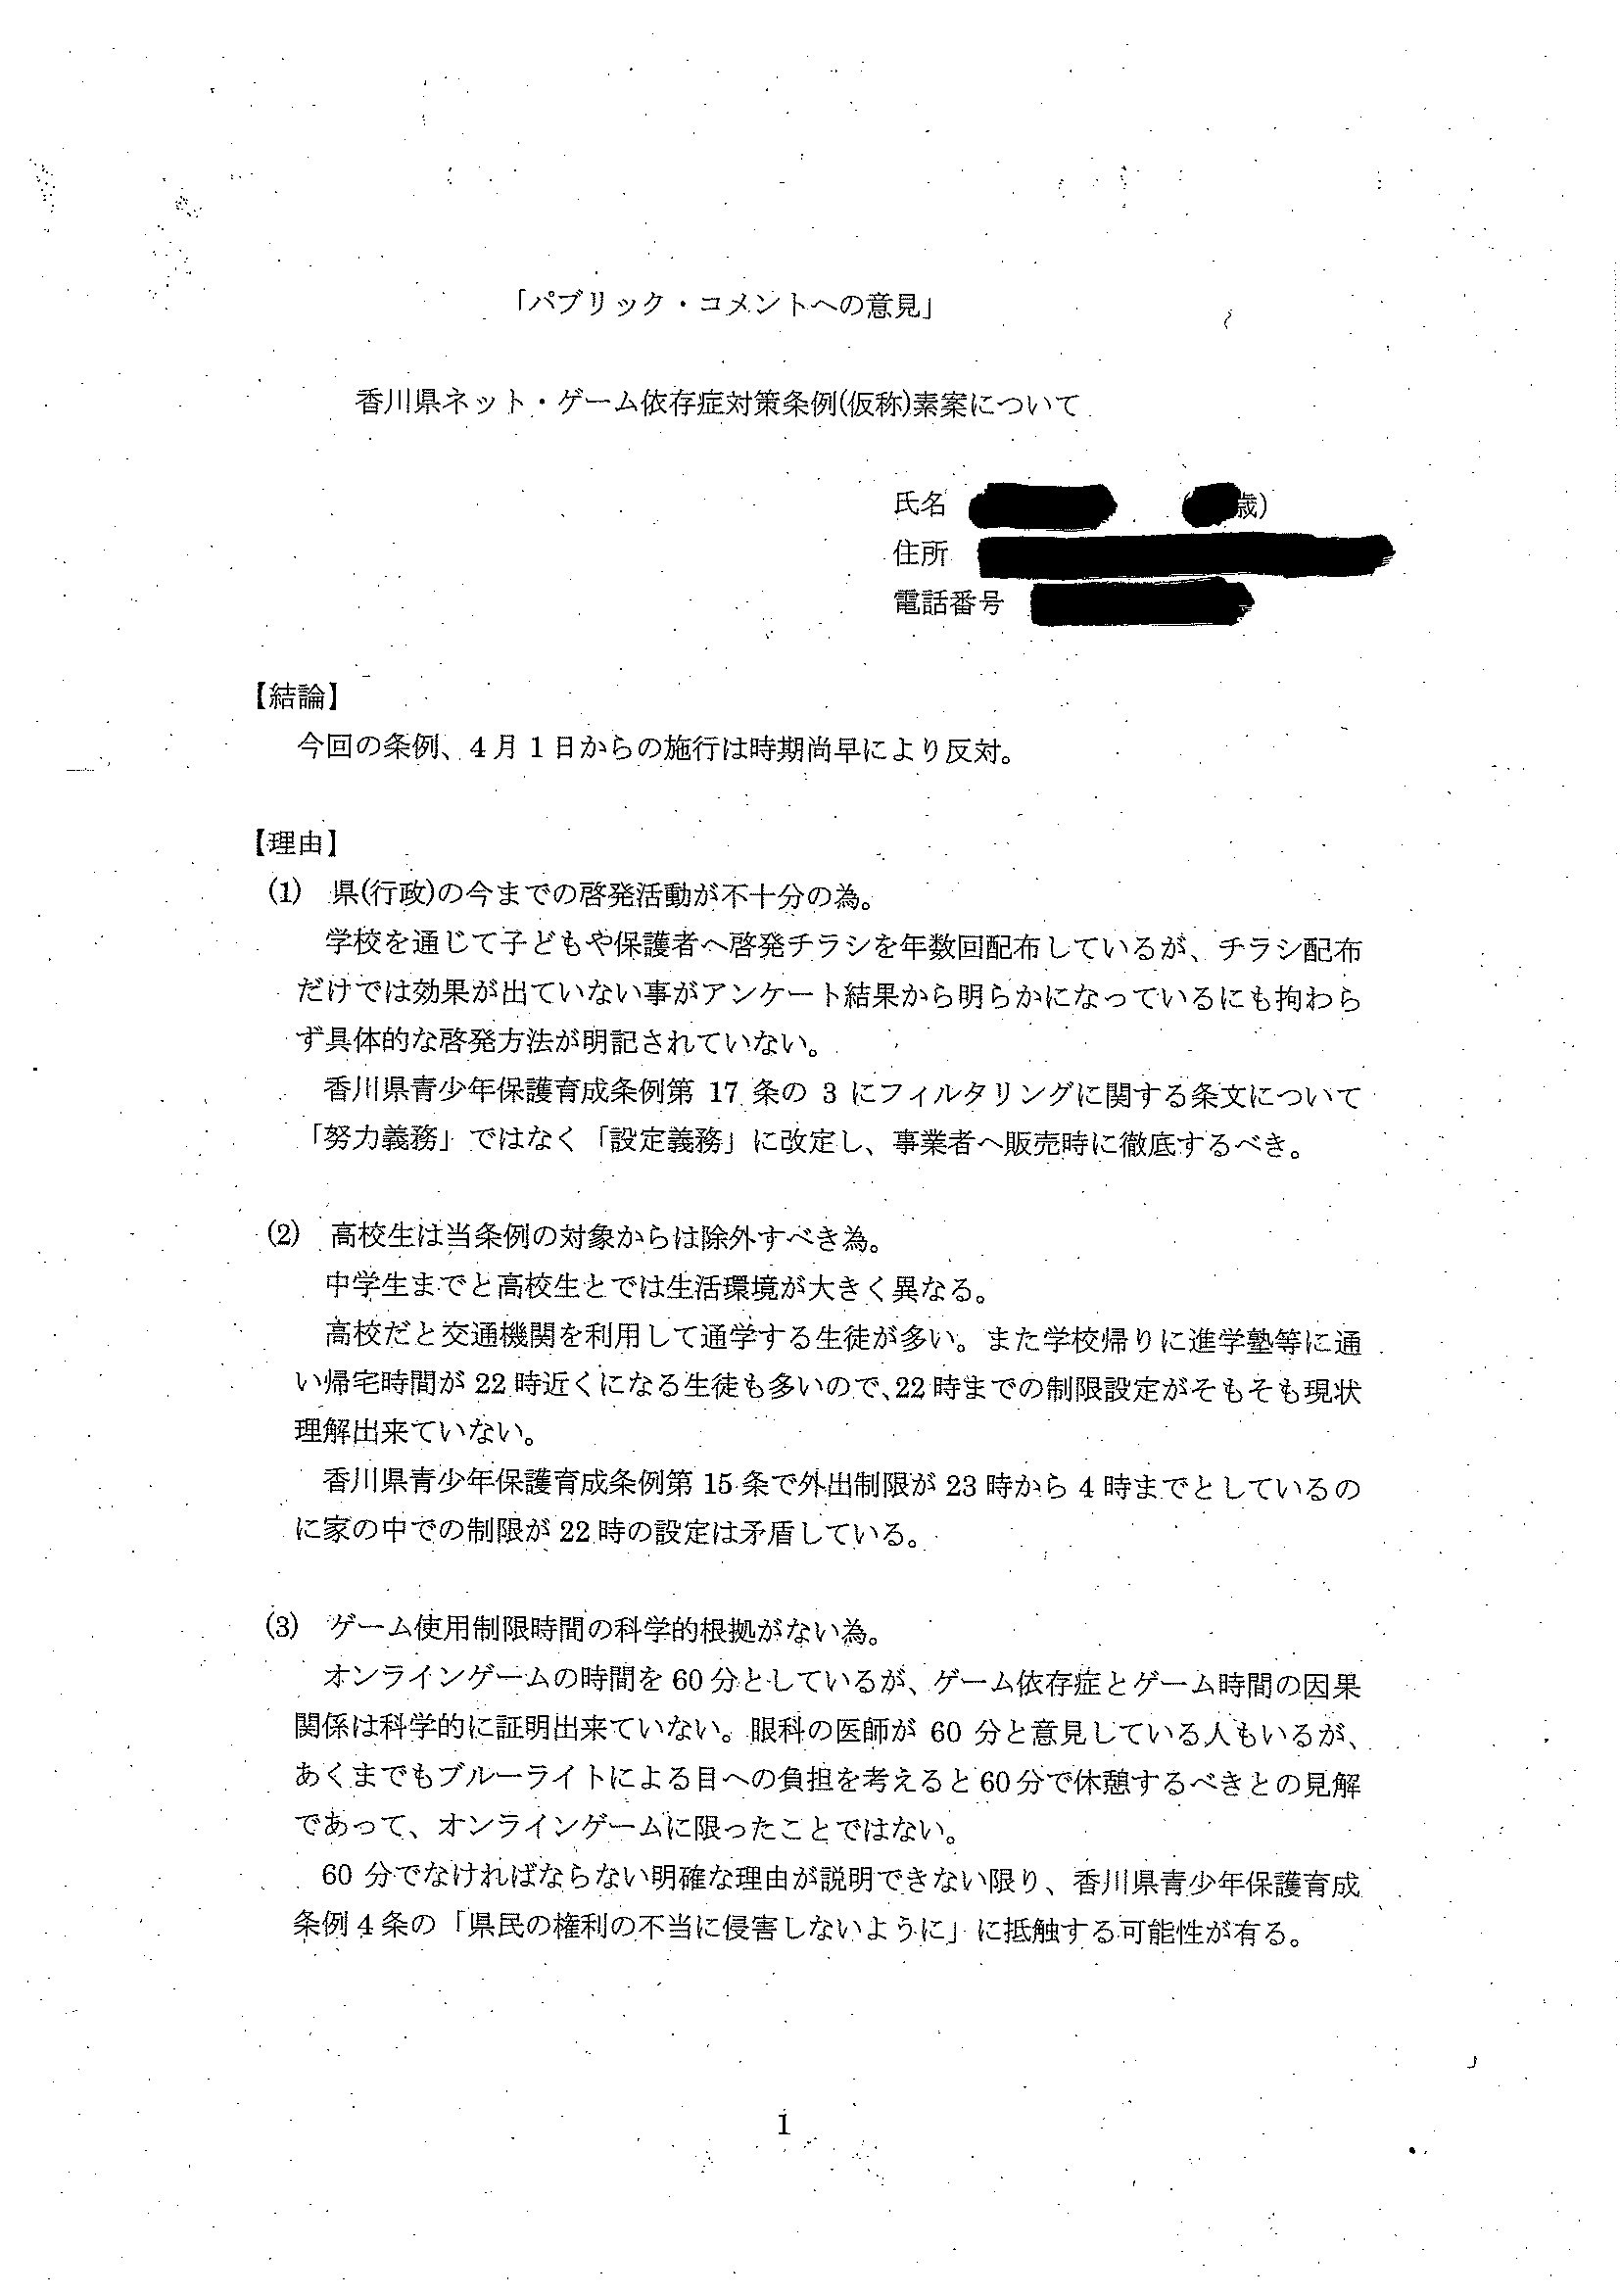 「パブリック・コメントへの意見」
香川県ネット・ゲーム依存症対策条例(仮称)素案について
氏名 歳)
住所
電話番号
【結論】
今回の条例、4月1日からの施行は時期尚早により反対。
【理由】
(1) 県(行政)の今までの啓発活動が不十分の為。
学校を通じて子どもや保護者へ啓発チラシを年数回配布しているが、チラシ配布
だけでは効果が出ていない事がアンケート結果から明らかになっているにも拘わら
ず具体的な啓発方法が明記されていない。
香川県青少年保護育成条例第 17 条の 3 にフィルタリングに関する条文について
「努力義務」ではなく「設定義務」に改定し、事業者へ販売時に徹底するべき。
(2) 高校生は当条例の対象からは除外すべき為。
中学生までと高校生とでは生活環境が大きく異なる。
高校だと交通機関を利用して通学する生徒が多い。また学校帰りに進学塾等に通
い帰宅時間が 22 時近くになる生徒も多いので、22 時までの制限設定がそもそも現状
理解出来ていない。
香川県青少年保護育成条例第 15 条で外出制限が 23 時から 4 時までとしているの
に家の中での制限が 22 時の設定は矛盾している。
(3) ゲーム使用制限時間の科学的根拠がない為。
オンラインゲームの時間を 60 分としているが、ゲーム依存症とゲーム時間の因果
関係は科学的に証明出来ていない。眼科の医師が 60 分と意見している人もいるが、
あくまでもブルーライトによる目への負担を考えると 60 分で休憩するべきとの見解
であって、オンラインゲームに限ったことではない。
60 分でなければならない明確な理由が説明できない限り、香川県青少年保護育成
条例 4 条の「県民の権利の不当に侵害しないように」に抵触する可能性が有る。
1